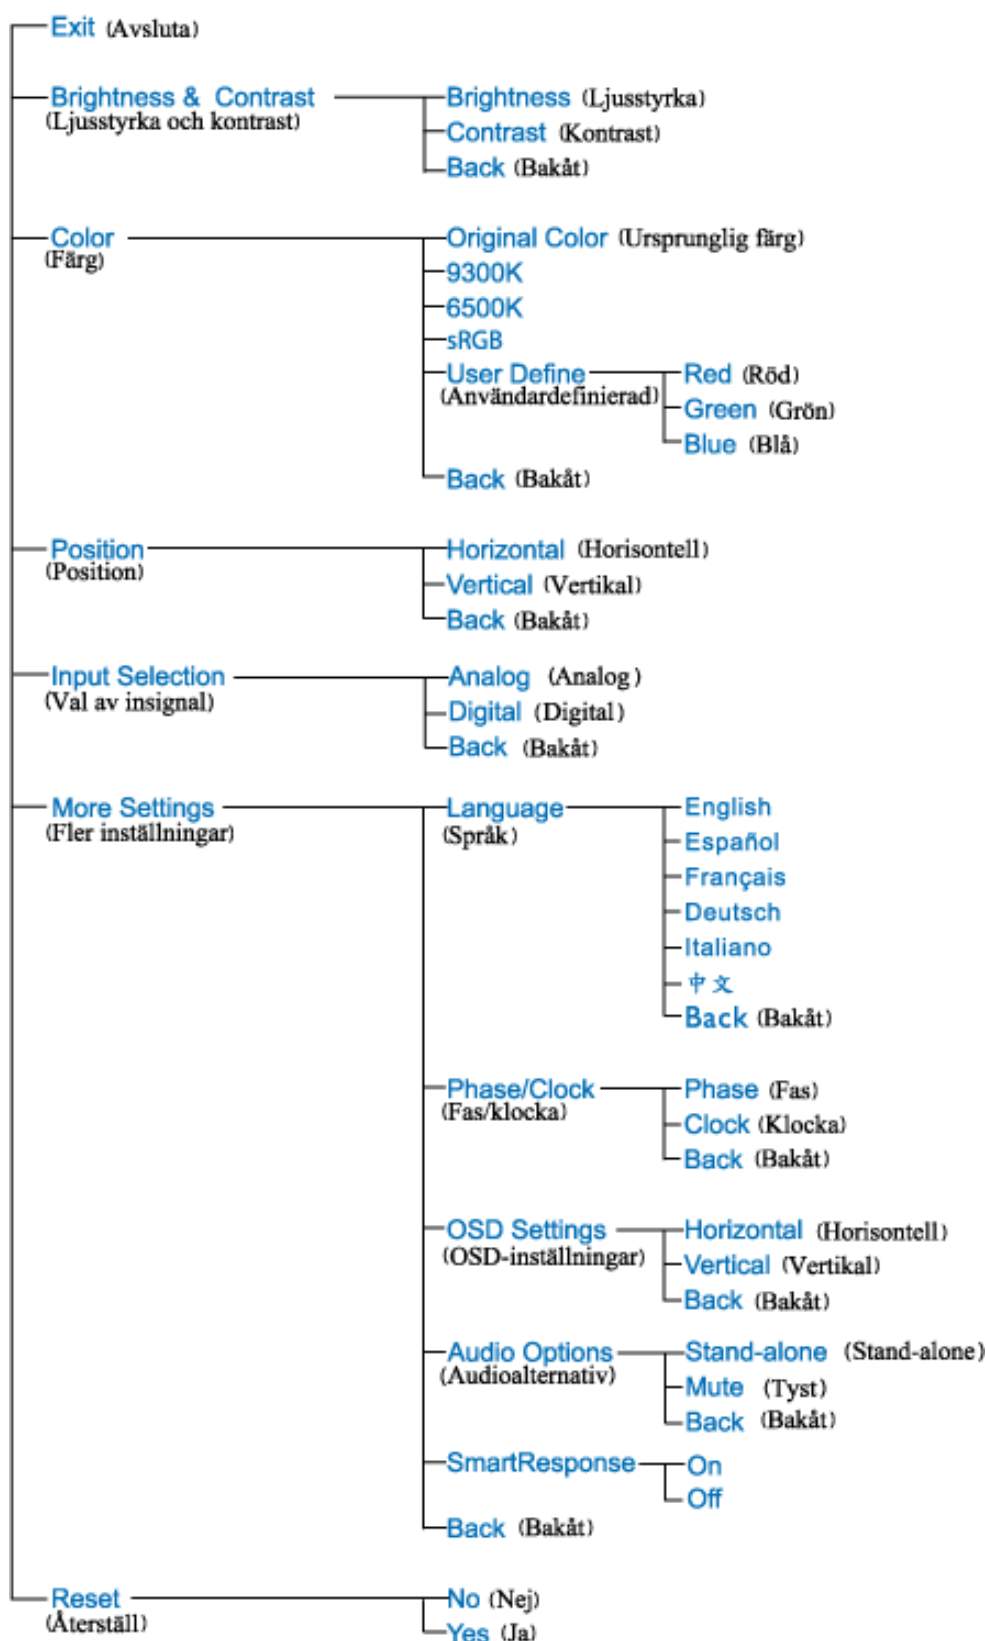 Exit (Avsluta)
Brightness & Contrast
(Ljusstyrka och kontrast)
Brightness (Ljusstyrka)
Contrast (Kontrast)
Back (Bakåt)
Color
(Färg)
Original Color (Ursprunglig färg)
9300K
6500K
sRGB
User Define
(Användardefinierad)
Red (Röd)
Green (Grön)
Blue (Blå)
Back (Bakåt)
Position
(Position)
Horizontal (Horisontell)
Vertical (Vertikal)
Back (Bakåt)
Input Selection
(Val av insignal)
Analog (Analog )
Digital (Digital)
Back (Bakåt)
More Settings
(Fler inställningar)
Language
(Språk)
English
Español
Français
Deutsch
Italiano
中文
Back (Bakåt)
Phase/Clock
(Fas/klocka)
Phase (Fas)
Clock (Klocka)
Back (Bakåt)
OSD Settings
(OSD-inställningar)
Horizontal (Horisontell)
Vertical (Vertikal)
Back (Bakåt)
Audio Options
(Audioalternativ)
Stand-alone (Stand-alone)
Mute (Tyst)
Back (Bakåt)
SmartResponse
On
Off
Back (Bakåt)
Reset
(Återställ)
No (Nej)
Yes (Ja)